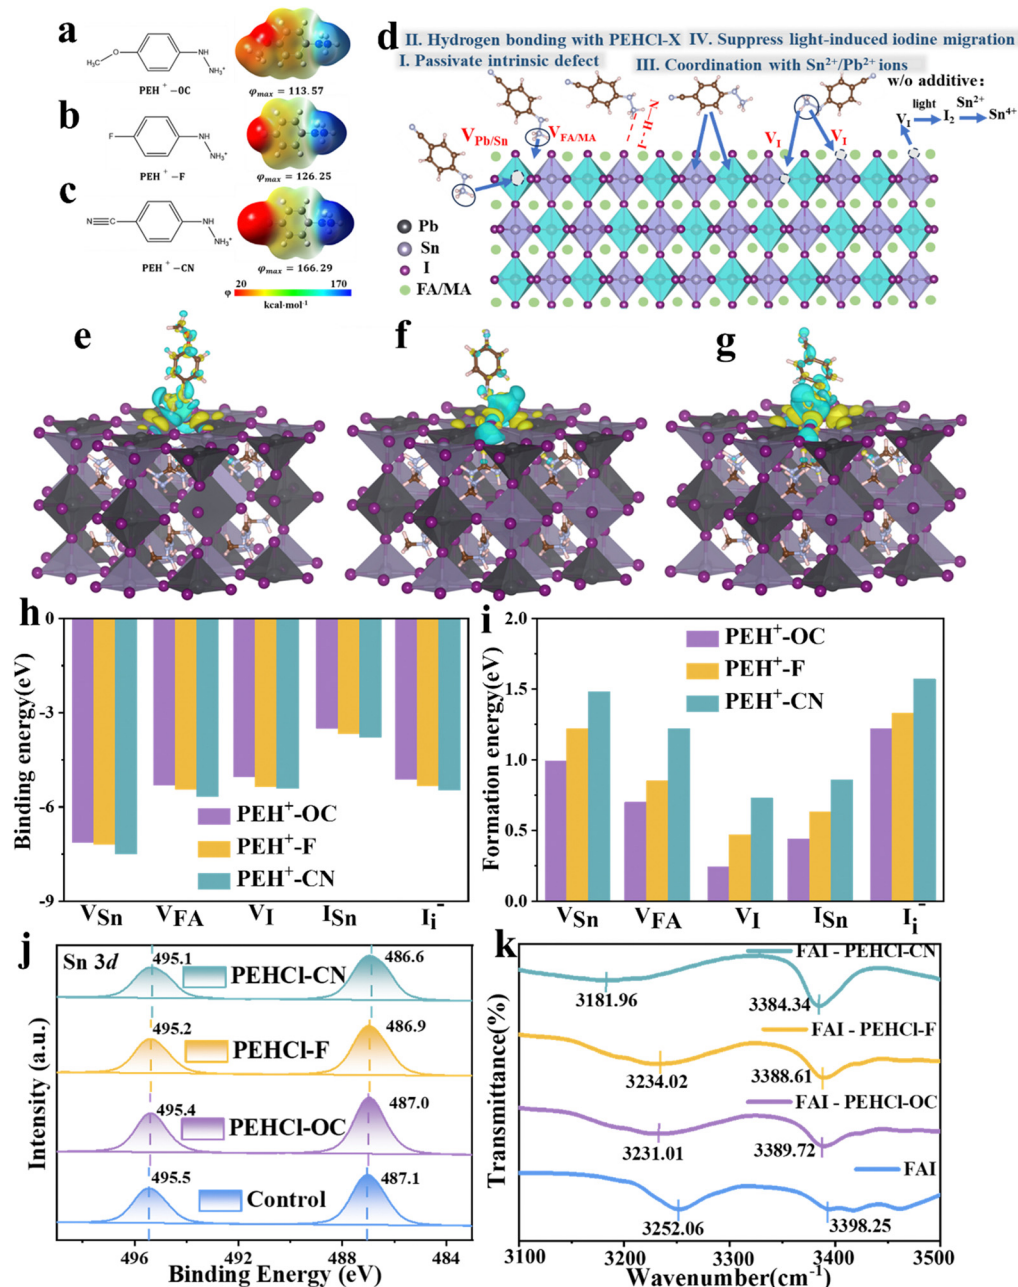 a
H₃C
O
NH
NH₃⁺
PEH⁺ −OC
φmax = 113.57
b
F
NH
NH₃⁺
PEH⁺ −F
φmax = 126.25
c
N
C
NH
NH₃⁺
PEH⁺ −CN
φmax = 166.29
φ 20 170
kcal·mol⁻¹
d
II. Hydrogen bonding with PEHCl-X IV. Suppress light-induced iodine migration
I. Passivate intrinsic defect
III. Coordination with Sn²⁺/Pb²⁺ ions
w/o additive:
V_I light I₂ Sn²⁺ Sn⁴⁺
V_Pb/Sn
V_FA/MA
I---H—N
V_I
V_I
Pb
Sn
I
FA/MA
e
f
g
h
Binding energy(eV)
0
-3
-6
-9
PEH⁺-OC
PEH⁺-F
PEH⁺-CN
V_Sn V_FA V_I I_Sn I_i⁻
i
Formation energy(eV)
2.0
1.5
1.0
0.5
0.0
PEH⁺-OC
PEH⁺-F
PEH⁺-CN
V_Sn V_FA V_I I_Sn I_i⁻
j
Sn 3d
Intensity (a.u.)
495.1 PEHCl-CN 486.6
495.2 PEHCl-F 486.9
495.4 PEHCl-OC 487.0
495.5 Control 487.1
496 492 488 484
Binding Energy (eV)
k
Transmittance(%)
FAI - PEHCl-CN
3181.96 3384.34
FAI - PEHCl-F
3234.02 3388.61
FAI - PEHCl-OC
3231.01 3389.72
FAI
3252.06 3398.25
3100 3200 3300 3400 3500
Wavenumber(cm⁻¹)